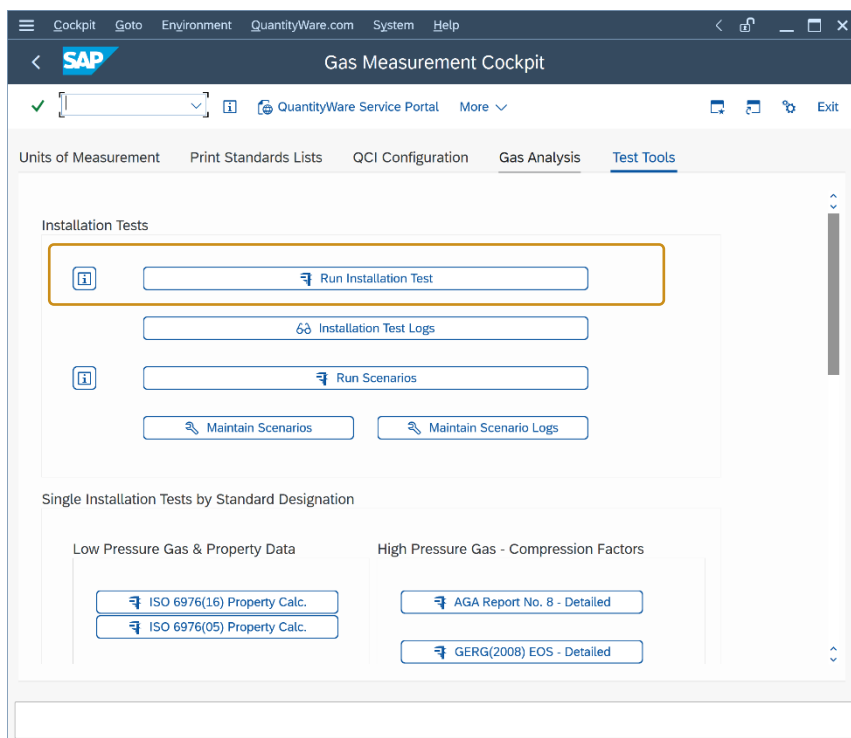 Cockpit Goto Environment QuantityWare.com System Help
SAP Gas Measurement Cockpit
QuantityWare Service Portal More Exit
Units of Measurement Print Standards Lists QCI Configuration Gas Analysis Test Tools
Installation Tests
Run Installation Test
Installation Test Logs
Run Scenarios
Maintain Scenarios Maintain Scenario Logs
Single Installation Tests by Standard Designation
Low Pressure Gas & Property Data High Pressure Gas - Compression Factors
ISO 6976(16) Property Calc. AGA Report No. 8 - Detailed
ISO 6976(05) Property Calc.
GERG(2008) EOS - Detailed